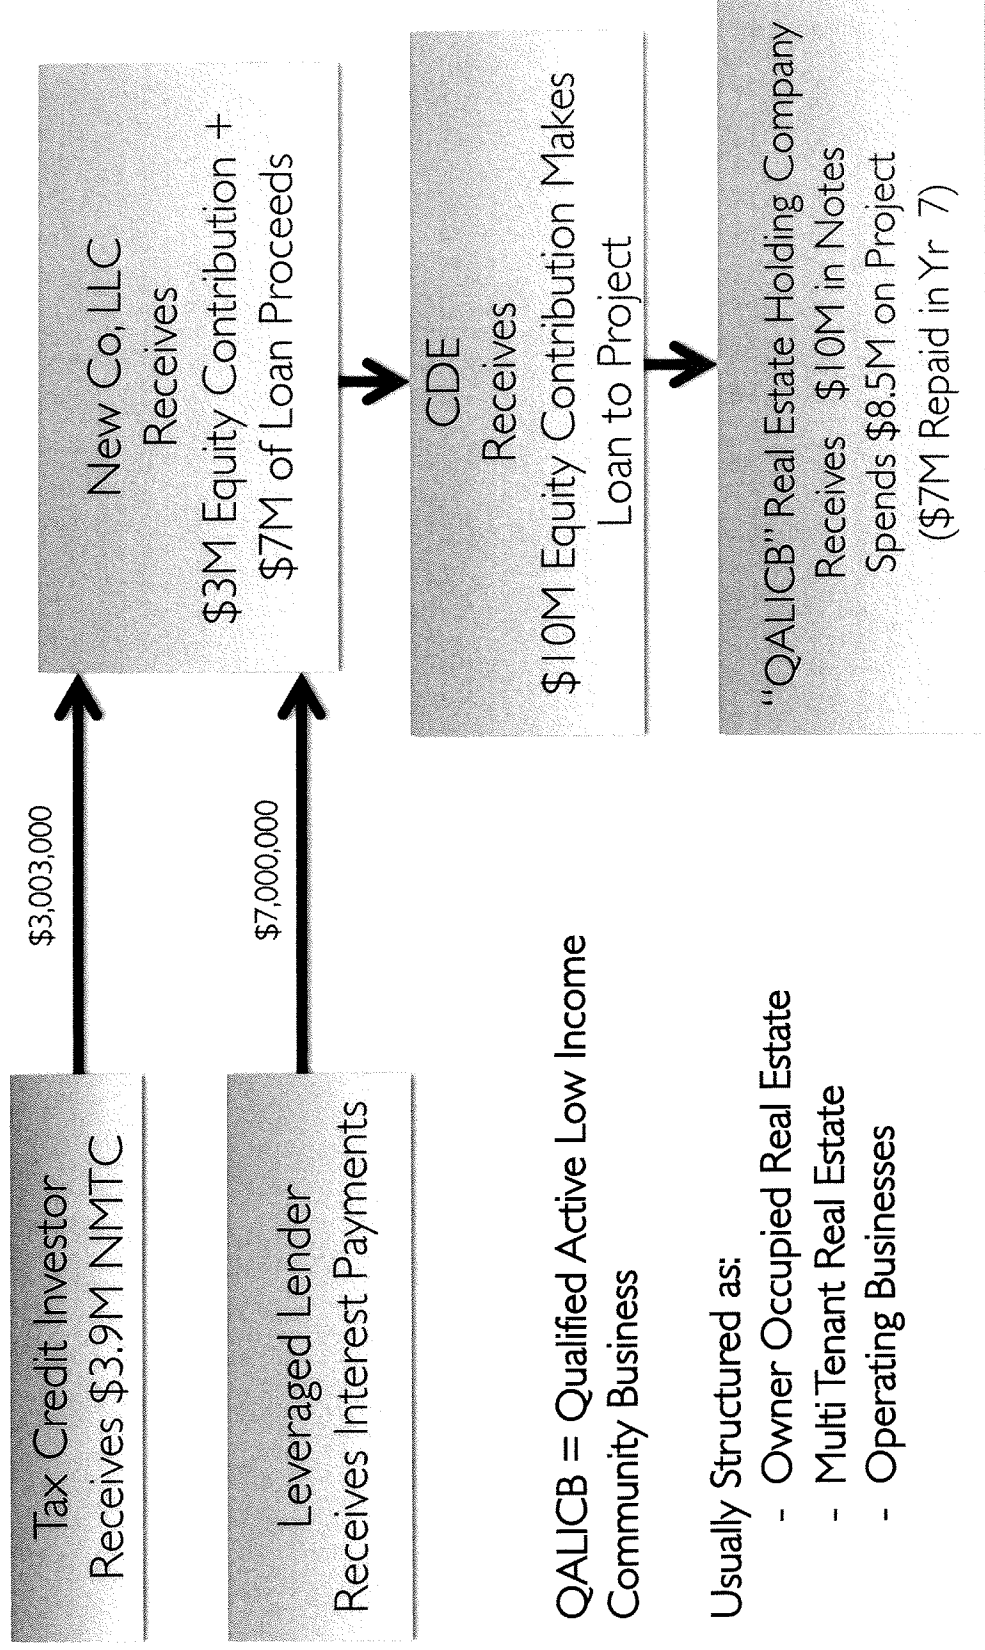 Tax Credit Investor
Receives $3.9M NMTC
$3,003,000
New Co, LLC
Receives
$3M Equity Contribution +
$7M of Loan Proceeds
Leveraged Lender
Receives Interest Payments
$7,000,000
CDE
Receives
$10M Equity Contribution Makes
Loan to Project
QALICB = Qualified Active Low Income
Community Business
Usually Structured as:
- Owner Occupied Real Estate
- Multi Tenant Real Estate
- Operating Businesses
"QALICB" Real Estate Holding Company
Receives $10M in Notes
Spends $8.5M on Project
($7M Repaid in Yr 7)